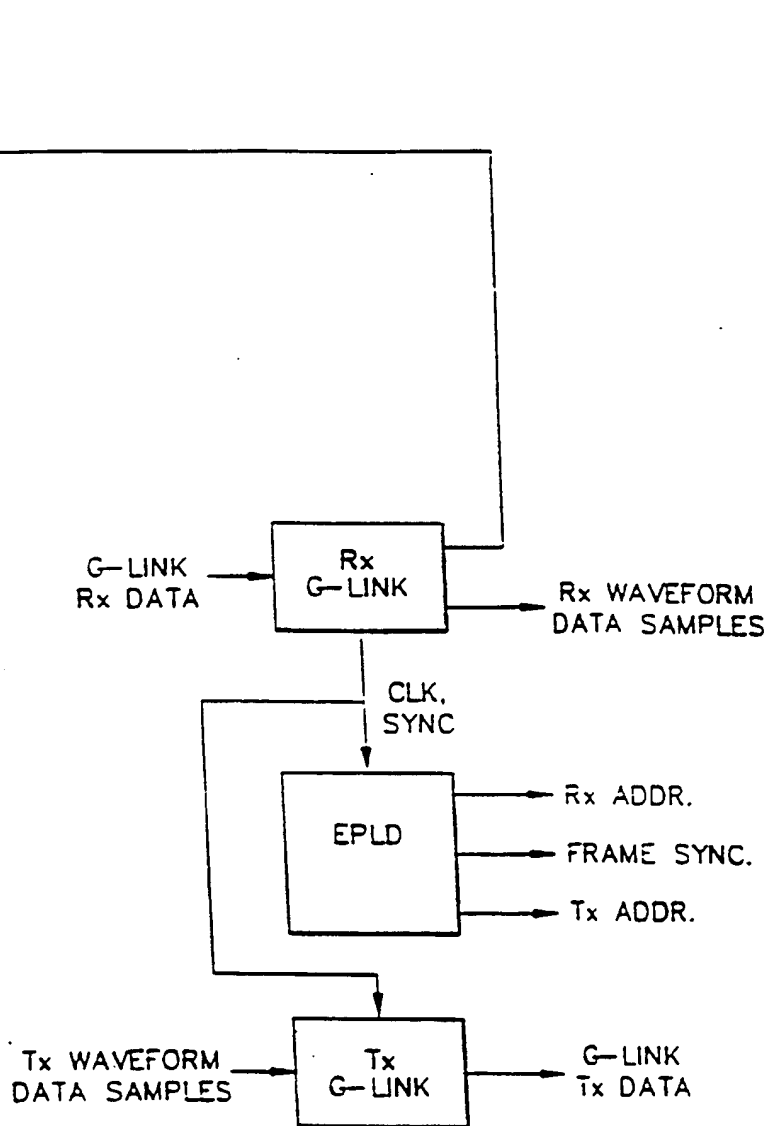 G-LINK
Rx DATA
Rx
G-LINK
Rx WAVEFORM
DATA SAMPLES
CLK,
SYNC
EPLD
Rx ADDR.
FRAME SYNC.
Tx ADDR.
Tx WAVEFORM
DATA SAMPLES
Tx
G-LINK
G-LINK
Tx DATA